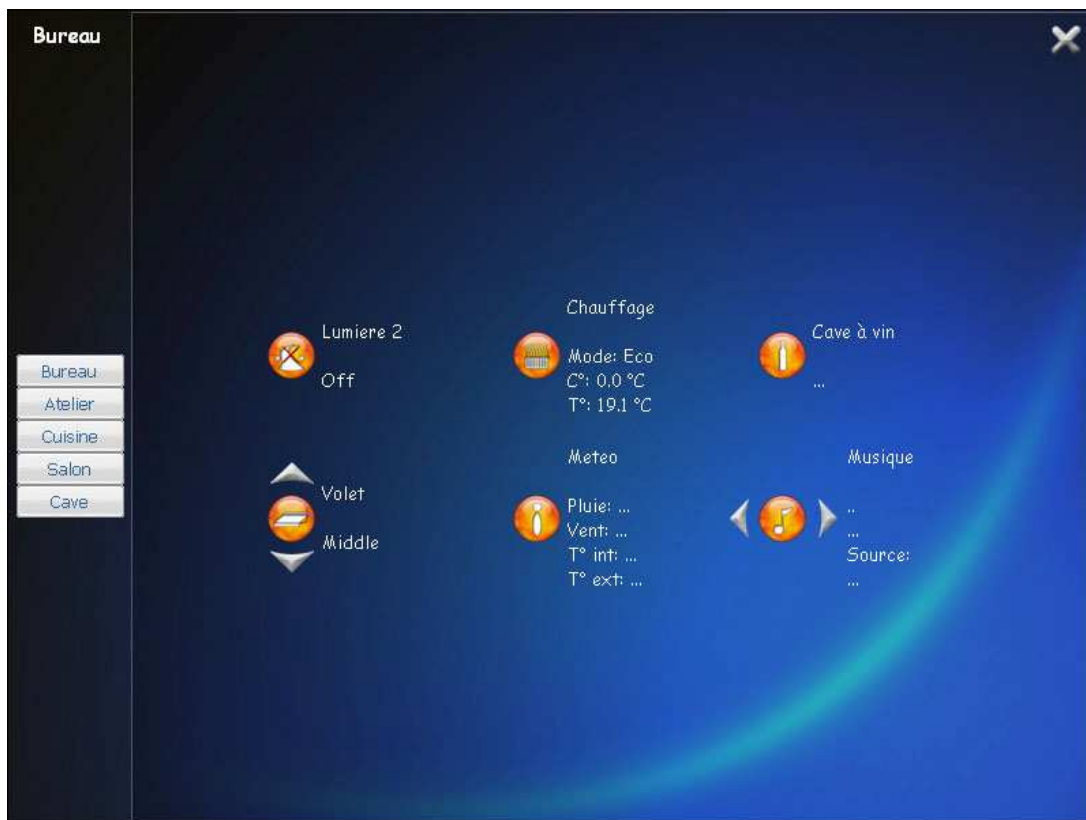 Bureau
Bureau
Atelier
Cuisine
Salon
Cave
Lumiere 2
Off
Chauffage
Mode: Eco
C°: 0.0 °C
T°: 19.1 °C
Cave à vin
...
Volet
Middle
Meteo
Pluie: ...
Vent: ...
T° int: ...
T° ext: ...
Musique
..
...
Source:
...